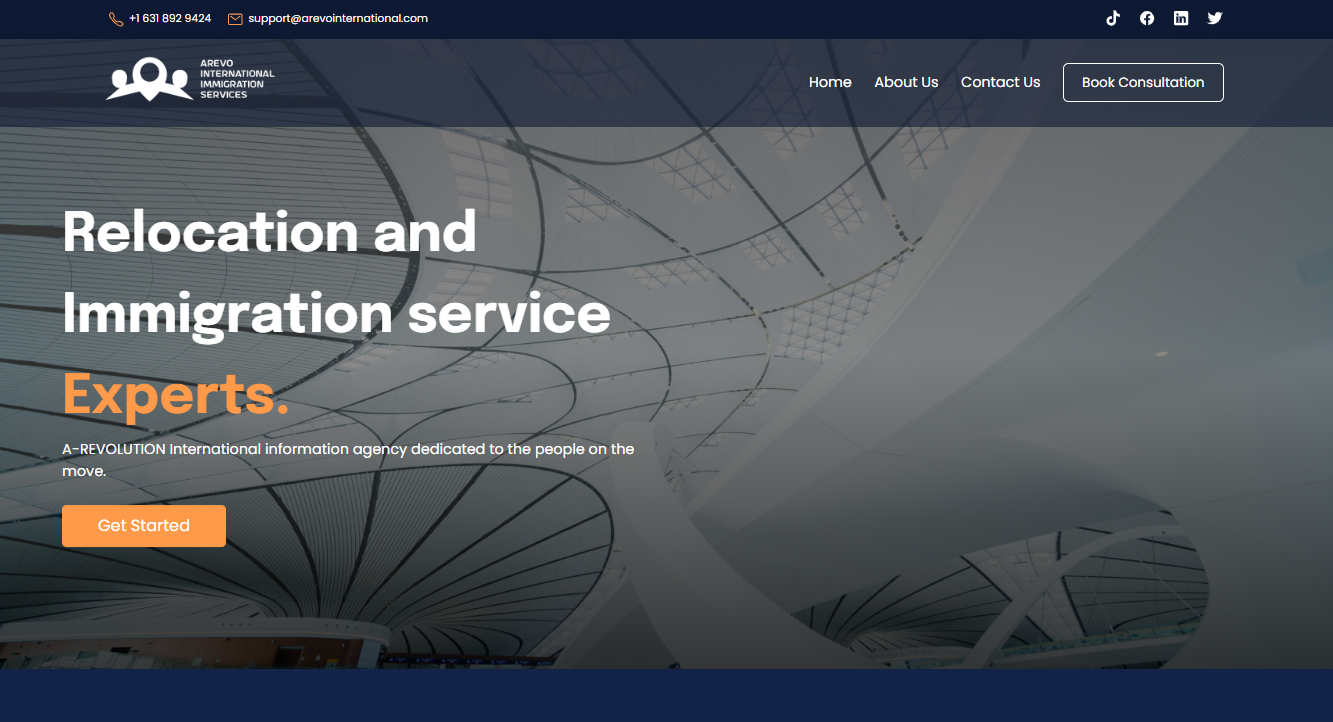 +1 631 892 9424 support@arevointernational.com
AREVO
INTERNATIONAL
IMMIGRATION
SERVICES
Home About Us Contact Us Book Consultation
Relocation and
Immigration service
Experts.
A-REVOLUTION International information agency dedicated to the people on the
move.
Get Started